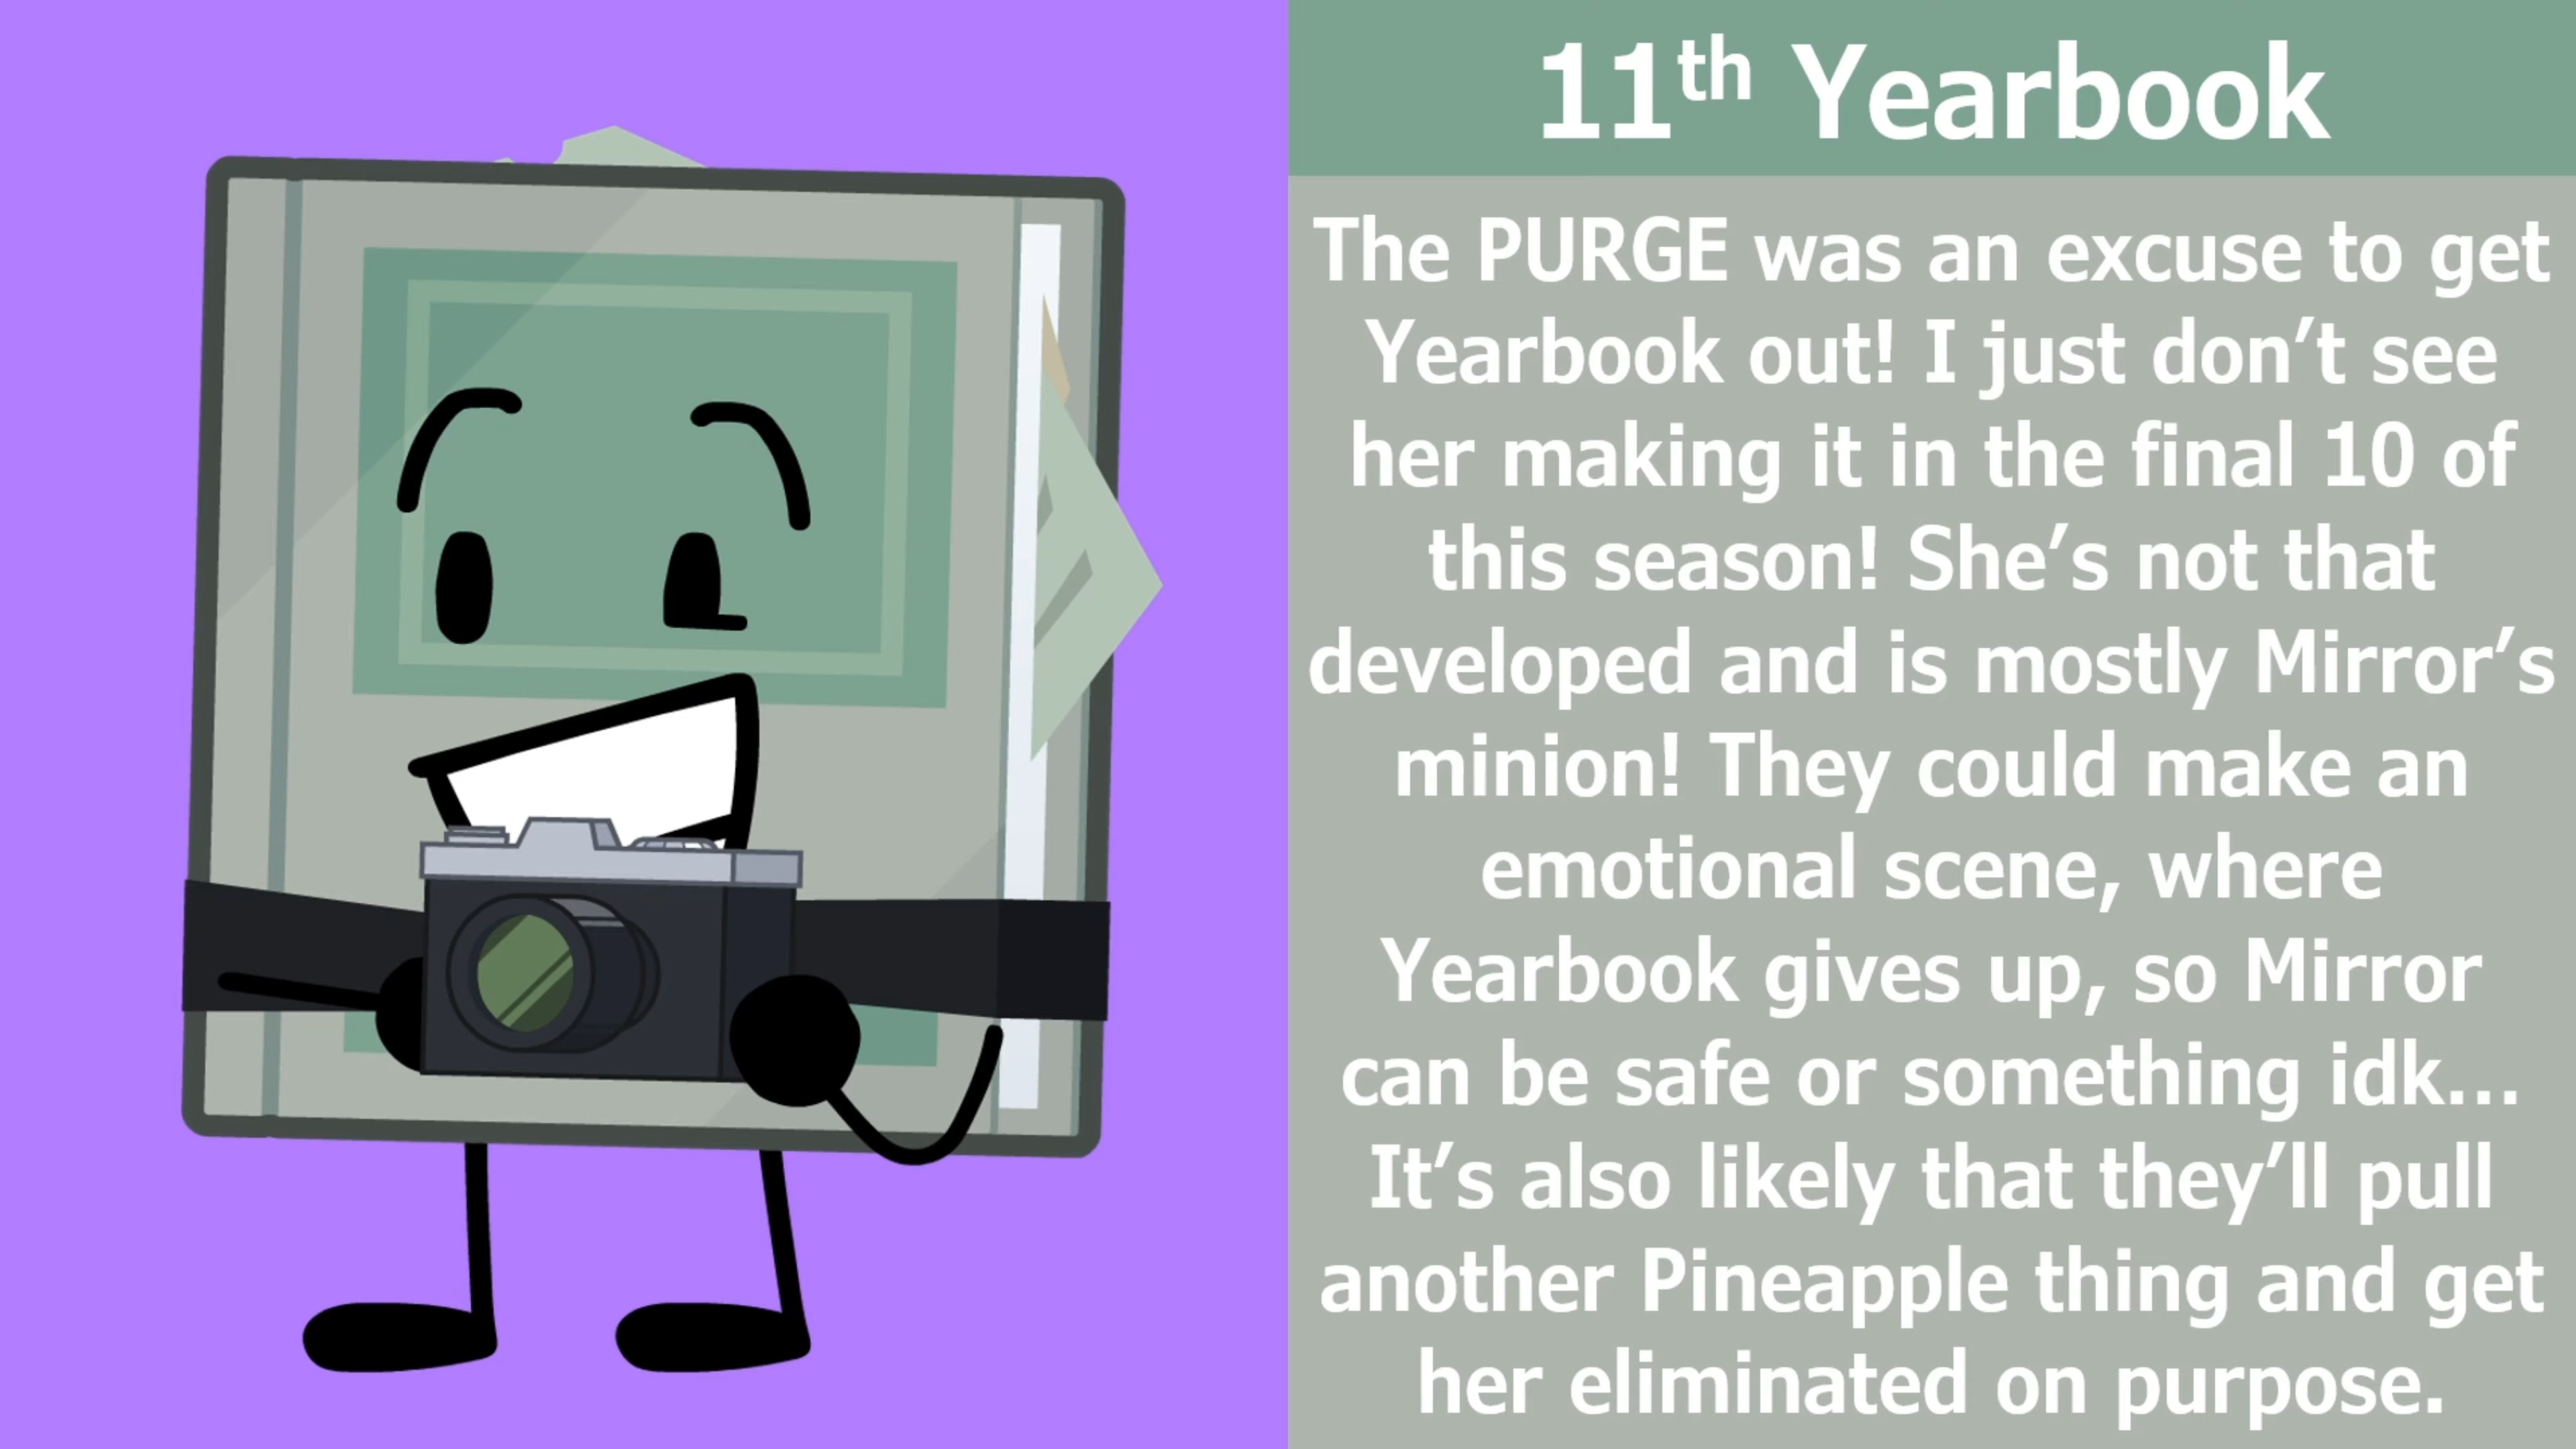 11th Yearbook
The PURGE was an excuse to get
Yearbook out! I just don’t see
her making it in the final 10 of
this season! She’s not that
developed and is mostly Mirror’s
minion! They could make an
emotional scene, where
Yearbook gives up, so Mirror
can be safe or something idk...
It’s also likely that they’ll pull
another Pineapple thing and get
her eliminated on purpose.